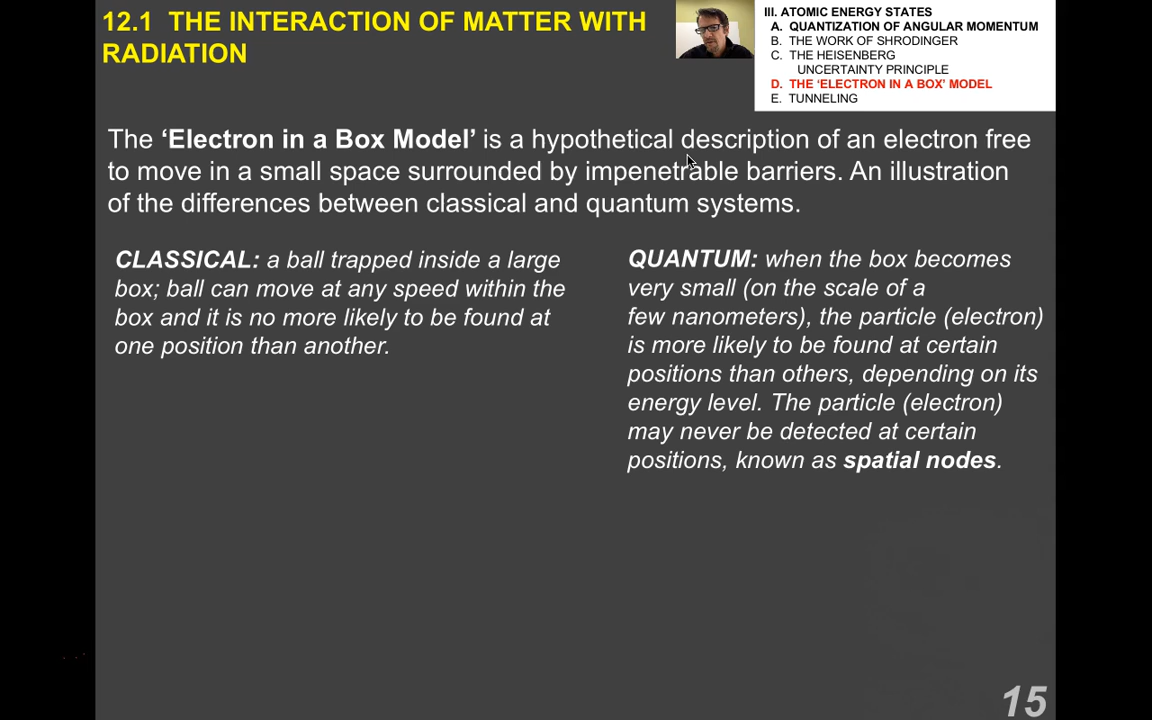 12.1 THE INTERACTION OF MATTER WITH
RADIATION
III. ATOMIC ENERGY STATES
A. QUANTIZATION OF ANGULAR MOMENTUM
B. THE WORK OF SHRODINGER
C. THE HEISENBERG
UNCERTAINTY PRINCIPLE
D. THE ‘ELECTRON IN A BOX’ MODEL
E. TUNNELING
The ‘Electron in a Box Model’ is a hypothetical description of an electron free
to move in a small space surrounded by impenetrable barriers. An illustration
of the differences between classical and quantum systems.
CLASSICAL: a ball trapped inside a large
box; ball can move at any speed within the
box and it is no more likely to be found at
one position than another.
QUANTUM: when the box becomes
very small (on the scale of a
few nanometers), the particle (electron)
is more likely to be found at certain
positions than others, depending on its
energy level. The particle (electron)
may never be detected at certain
positions, known as spatial nodes.
15